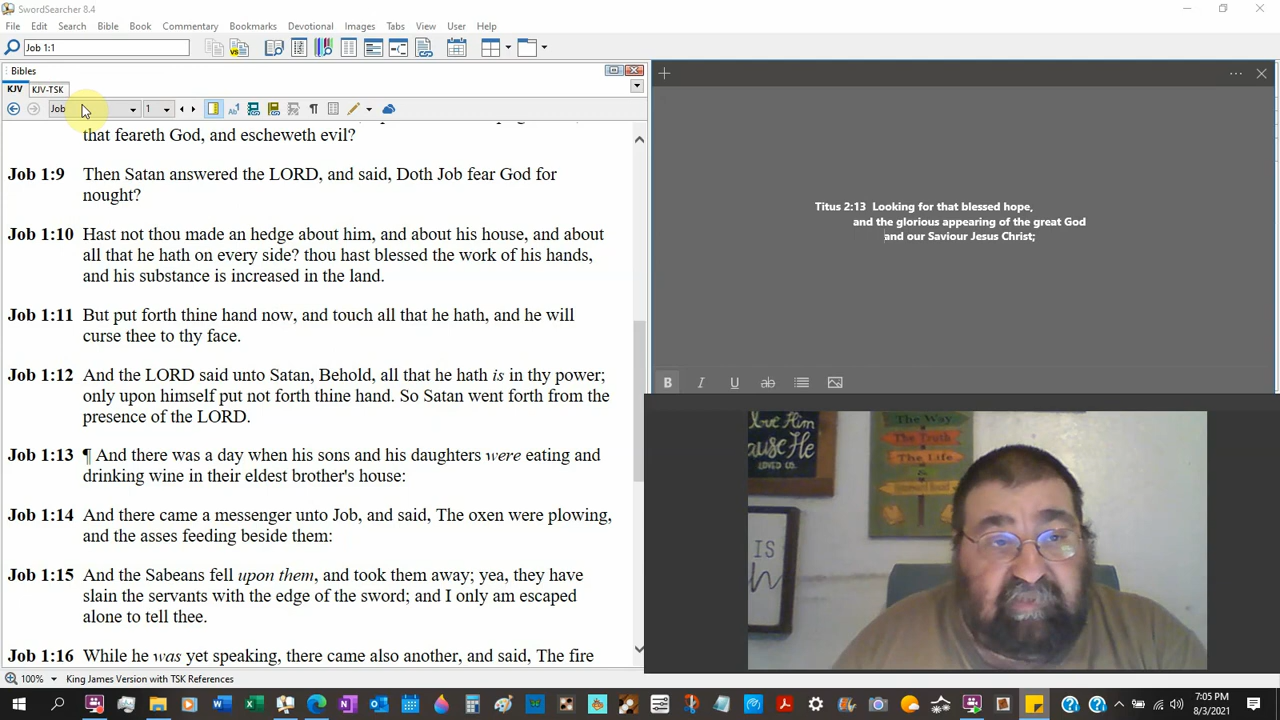 SwordSearcher 8.4
File Edit Search Bible Book Commentary Bookmarks Devotional Images Tabs View User Help
Job 1:1
Bibles
KJV KJV-TSK
Job 1
that feareth God, and escheweth evil?
Job 1:9 Then Satan answered the LORD, and said, Doth Job fear God for
nought?
Job 1:10 Hast not thou made an hedge about him, and about his house, and about
all that he hath on every side? thou hast blessed the work of his hands,
and his substance is increased in the land.
Job 1:11 But put forth thine hand now, and touch all that he hath, and he will
curse thee to thy face.
Job 1:12 And the LORD said unto Satan, Behold, all that he hath is in thy power;
only upon himself put not forth thine hand. So Satan went forth from the
presence of the LORD.
Job 1:13 ¶ And there was a day when his sons and his daughters were eating and
drinking wine in their eldest brother's house:
Job 1:14 And there came a messenger unto Job, and said, The oxen were plowing,
and the asses feeding beside them:
Job 1:15 And the Sabeans fell upon them, and took them away; yea, they have
slain the servants with the edge of the sword; and I only am escaped
alone to tell thee.
Job 1:16 While he was yet speaking, there came also another, and said, The fire
100% King James Version with TSK References
Titus 2:13 Looking for that blessed hope,
and the glorious appearing of the great God
and our Saviour Jesus Christ;
B I U ab
love Him
cause He
LOVED US.
The Way
The Truth
The Life
IS
7:05 PM
8/3/2021